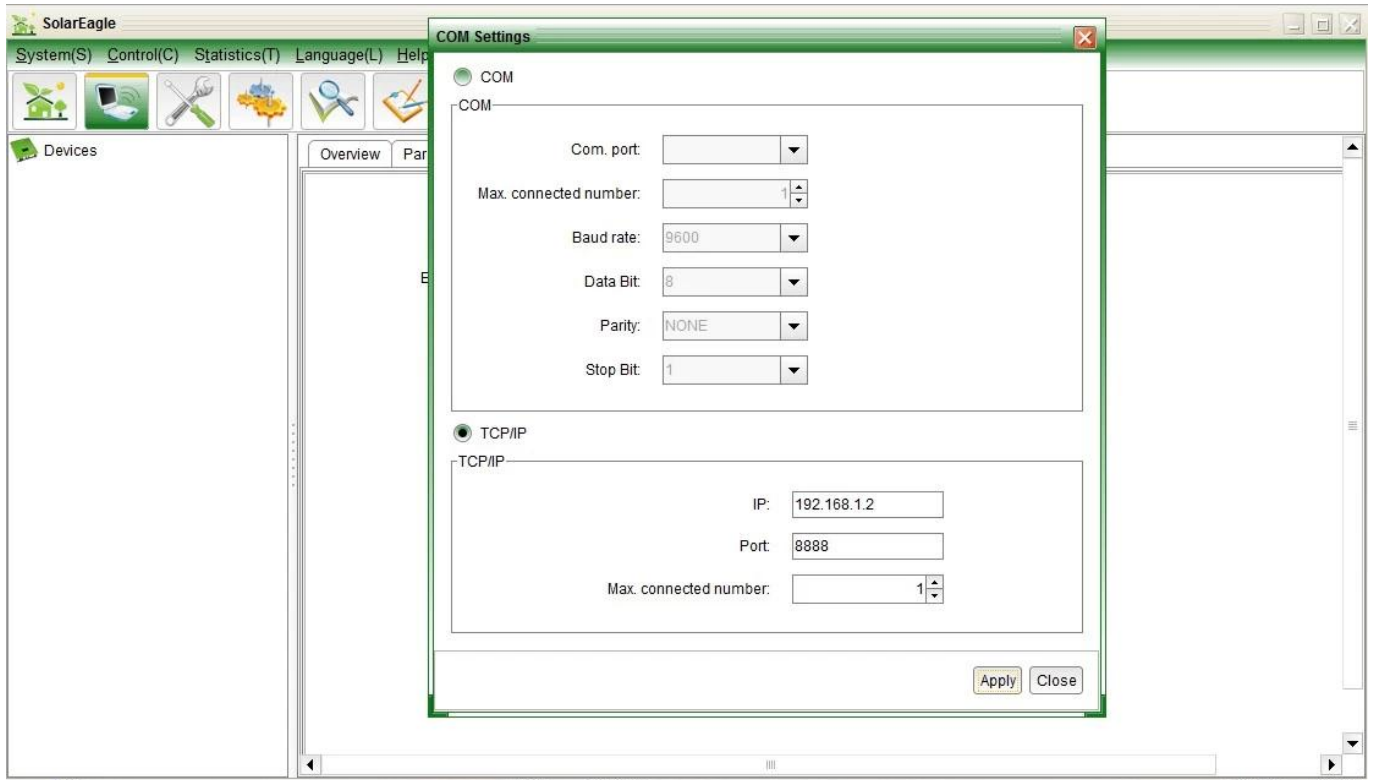 SolarEagle
System(S) Control(C) Statistics(T) Language(L) Help
Devices
Overview Par
E
COM Settings
COM
COM
Com. port:
Max. connected number: 1
Baud rate: 9600
Data Bit: 8
Parity: NONE
Stop Bit: 1
TCP/IP
TCP/IP
IP: 192.168.1.2
Port: 8888
Max. connected number: 1
Apply Close